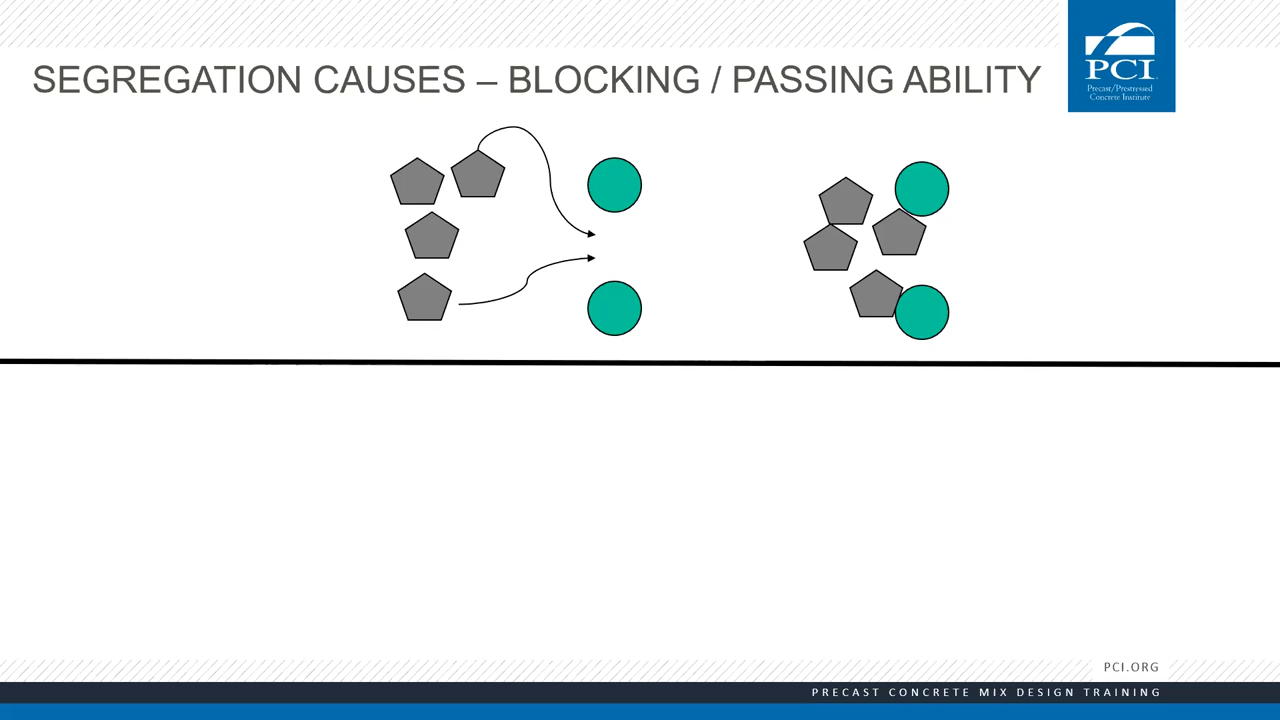 SEGREGATION CAUSES – BLOCKING / PASSING ABILITY
PCI
Precast/Prestressed
Concrete Institute
PCI.ORG
PRECAST CONCRETE MIX DESIGN TRAINING